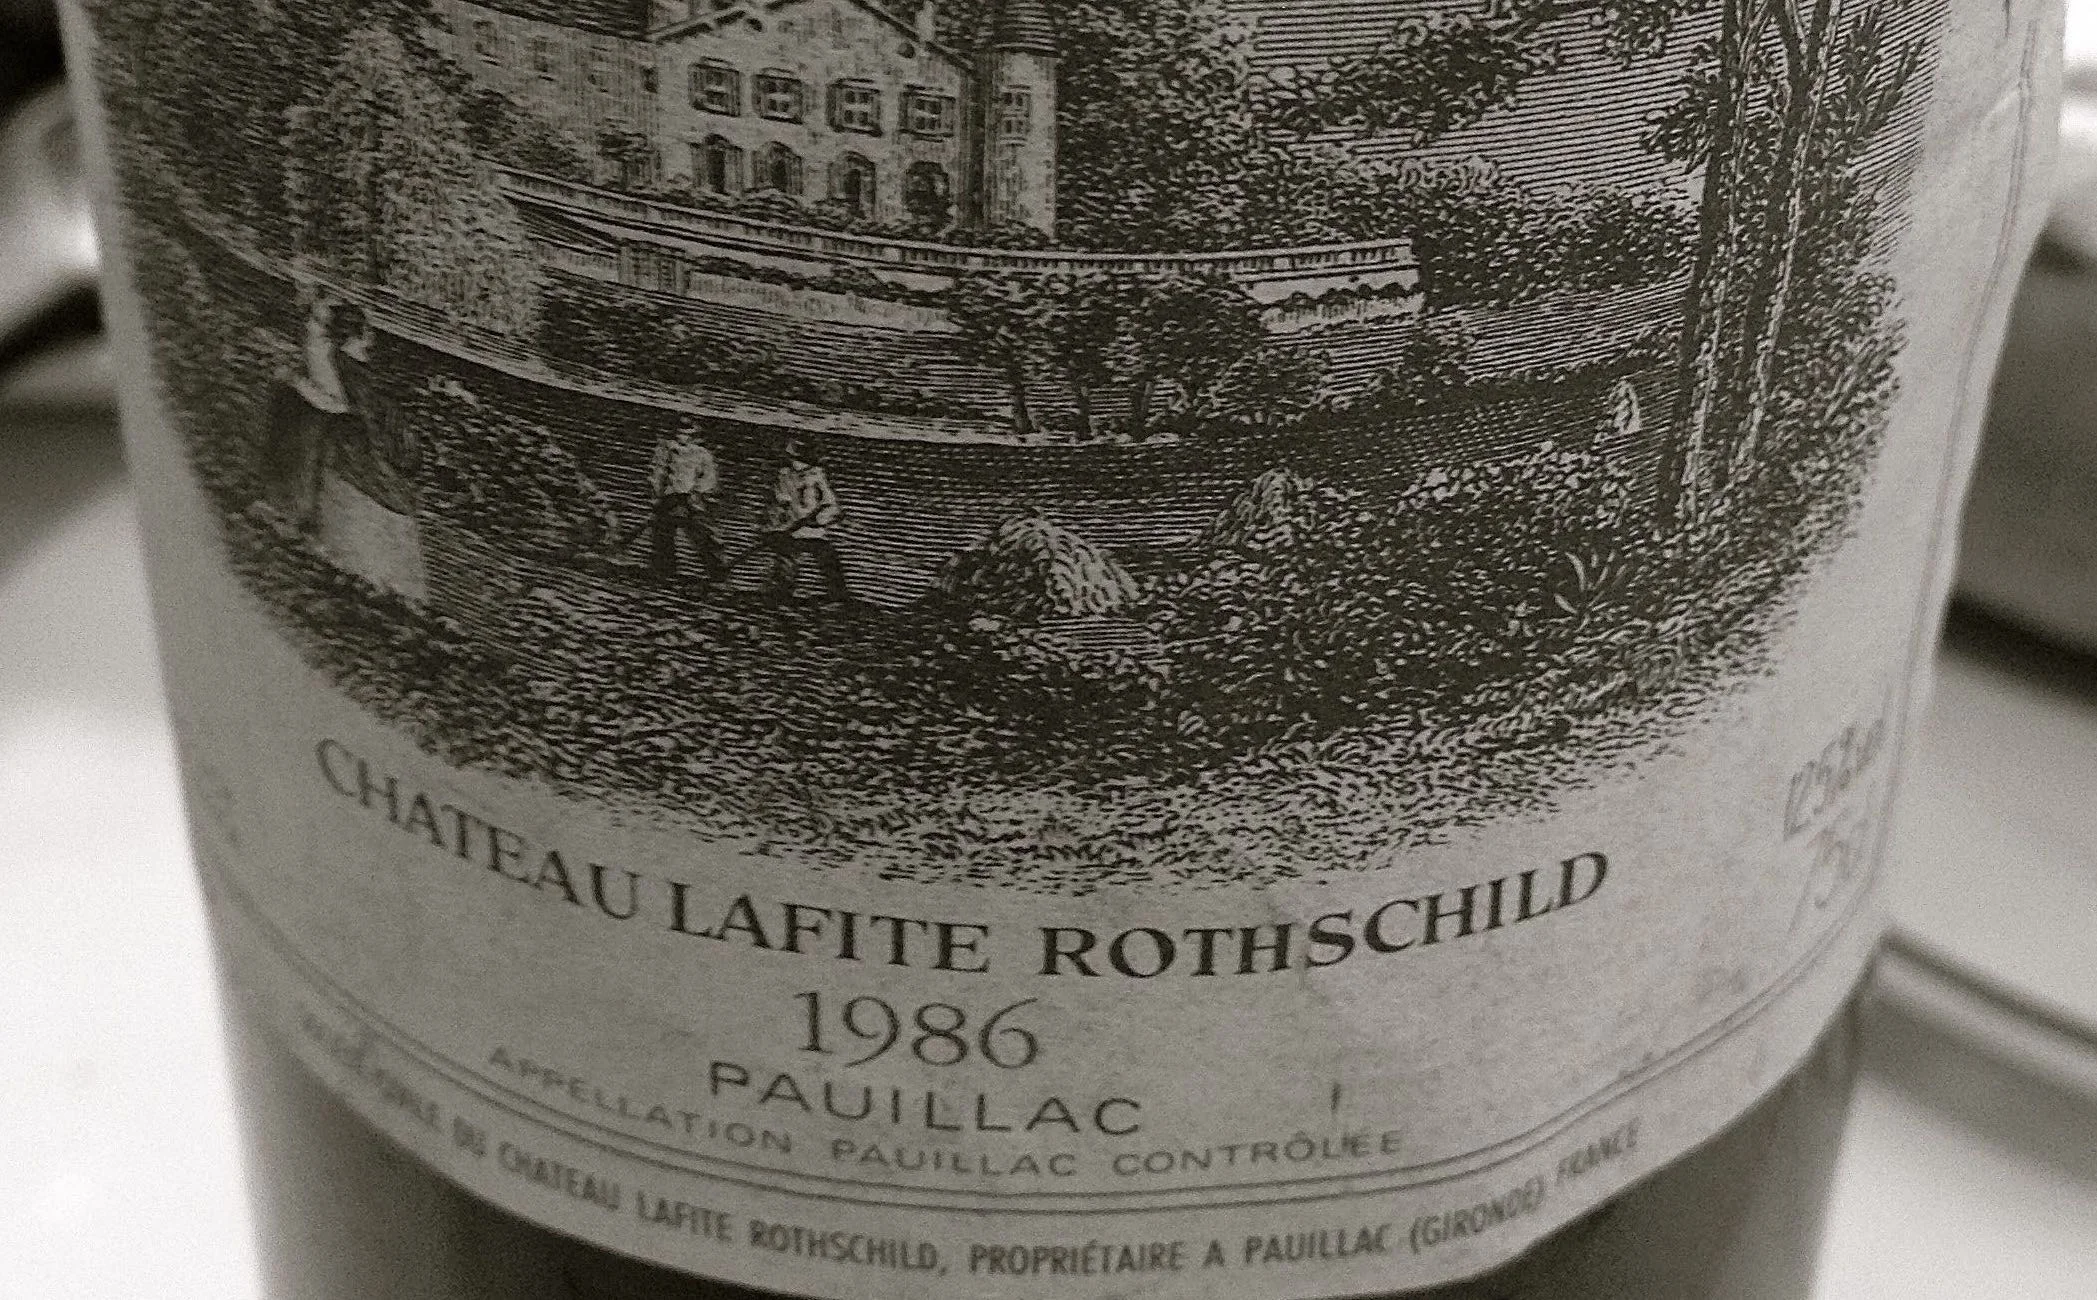 CHATEAU LAFITE ROTHSCHILD
1986
PAUILLAC
APPELLATION PAUILLAC CONTRÔLÉE
DU CHATEAU LAFITE ROTHSCHILD, PROPRIÉTAIRE A PAUILLAC (GIRONDE) FRANCE